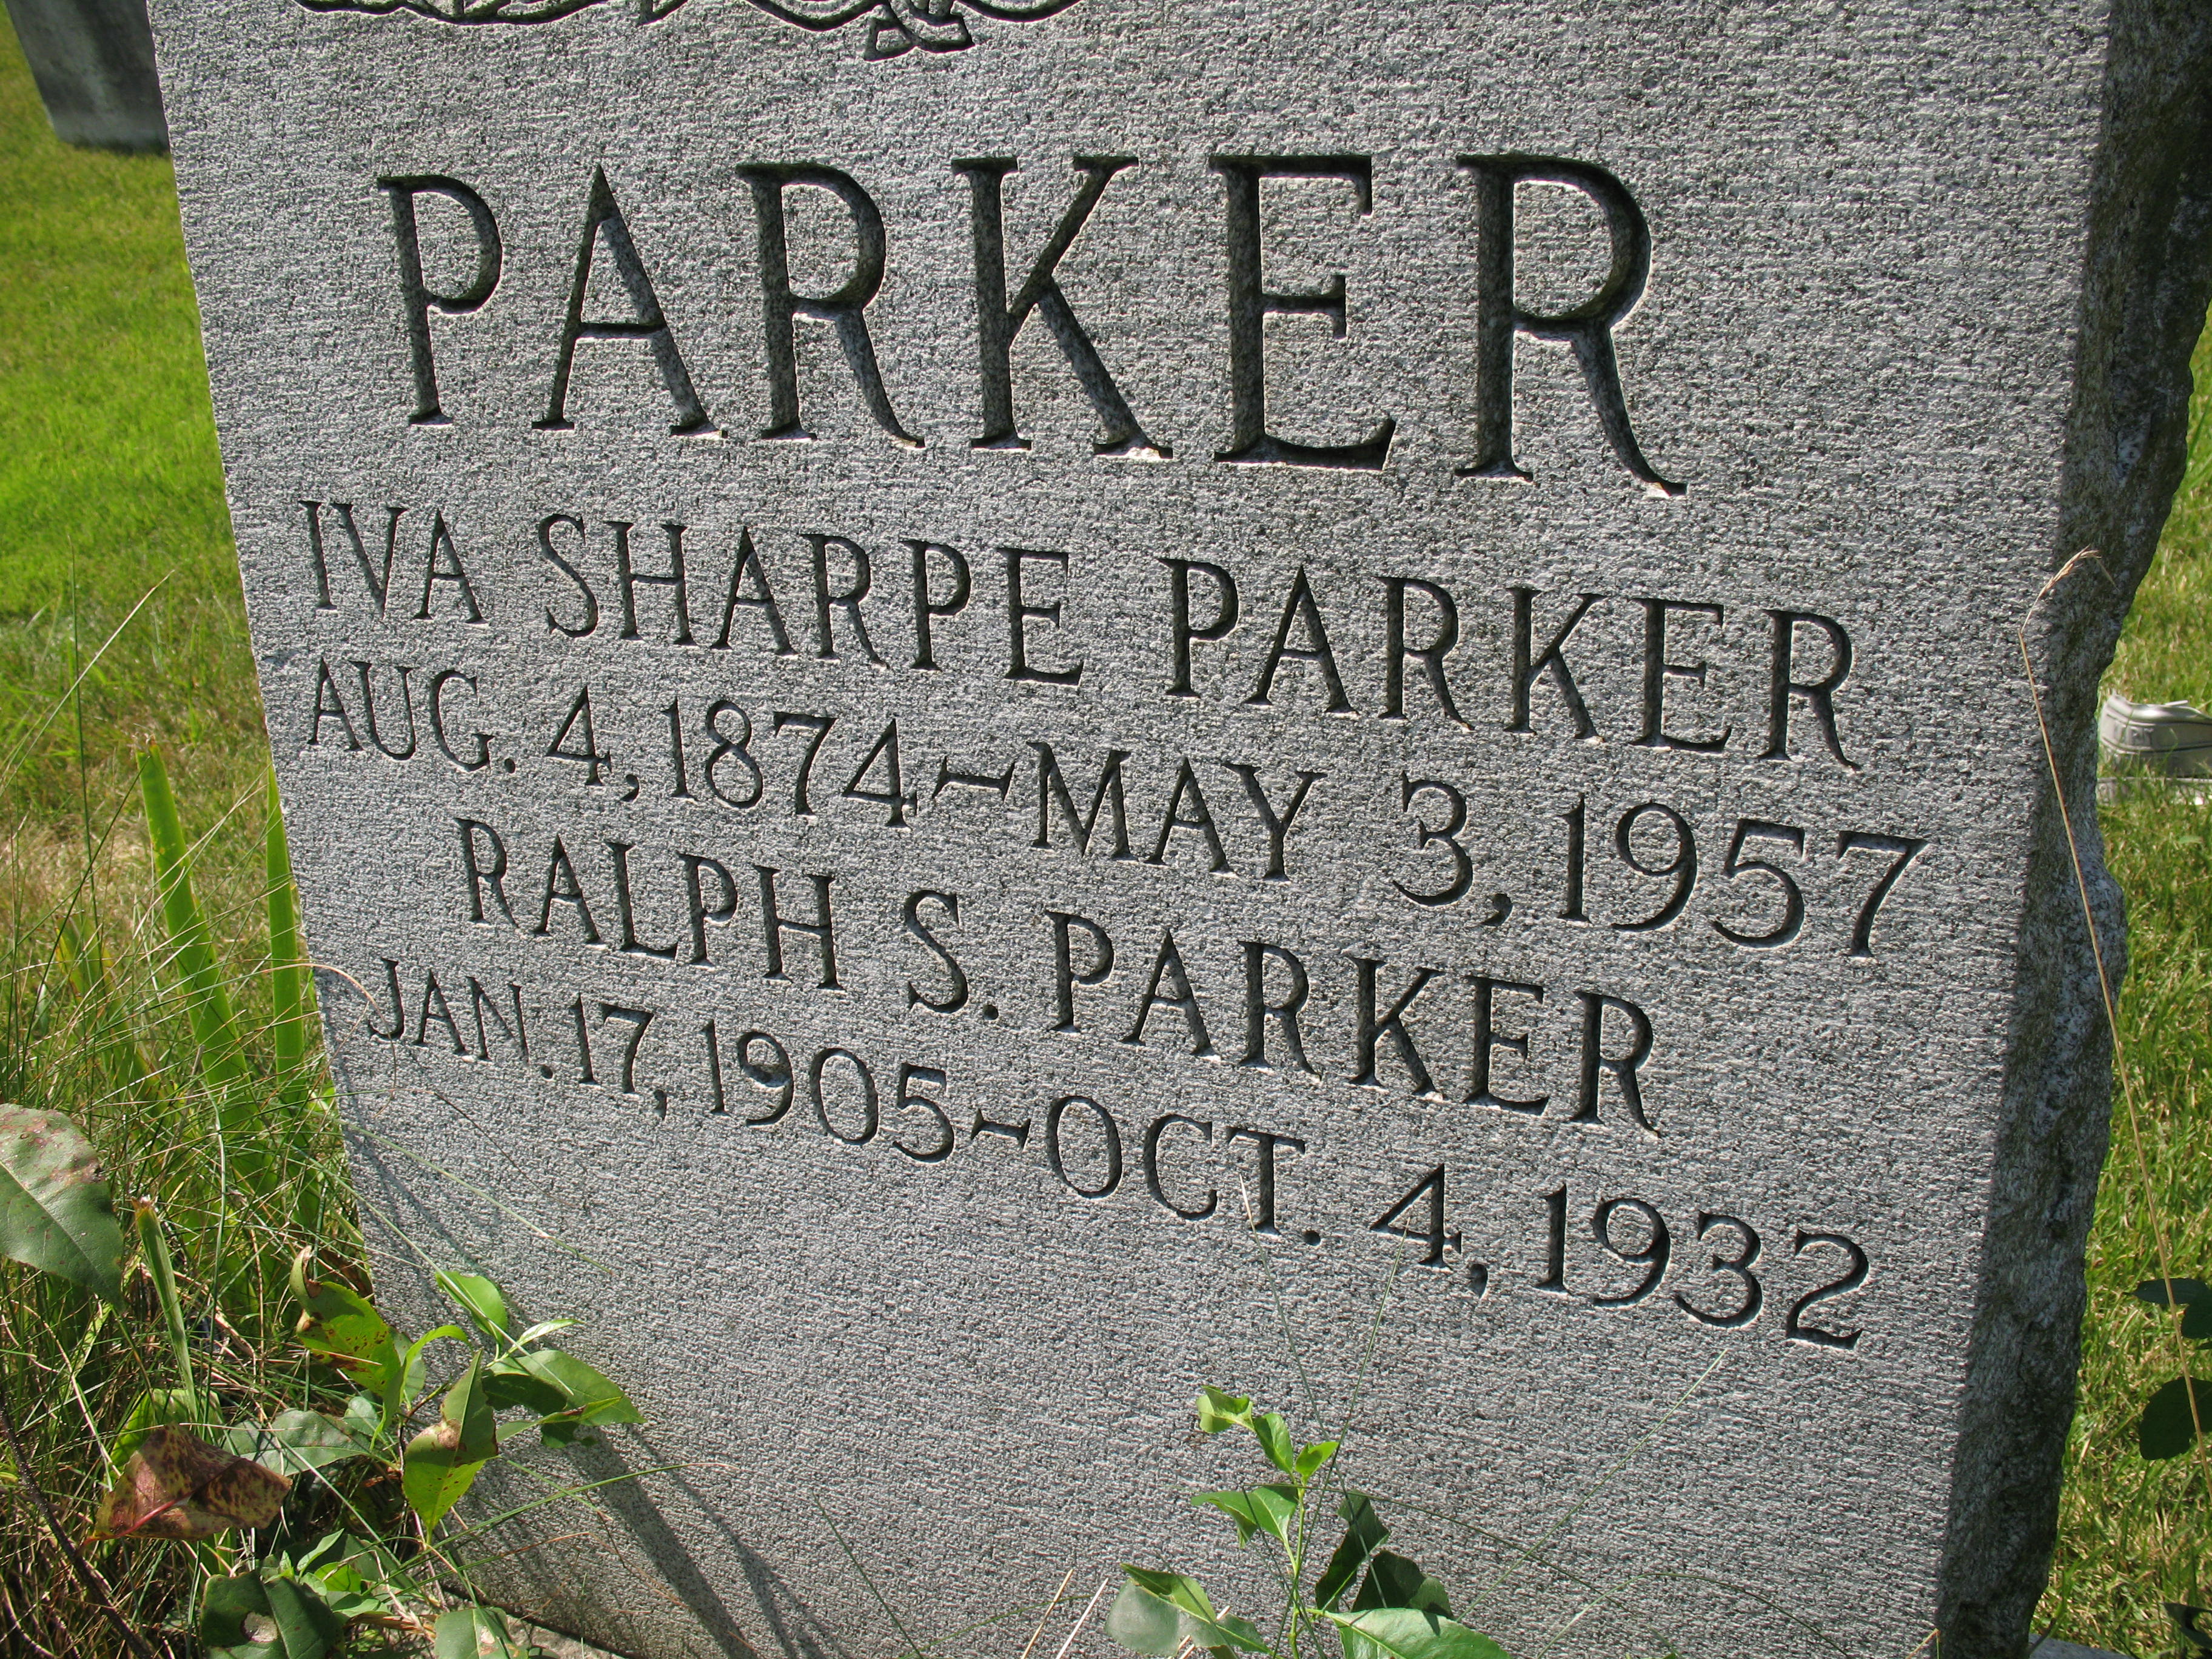 PARKER
IVA SHARPE PARKER
AUG. 4, 1874–MAY 3, 1957
RALPH S. PARKER
JAN. 17, 1905–OCT. 4, 1932